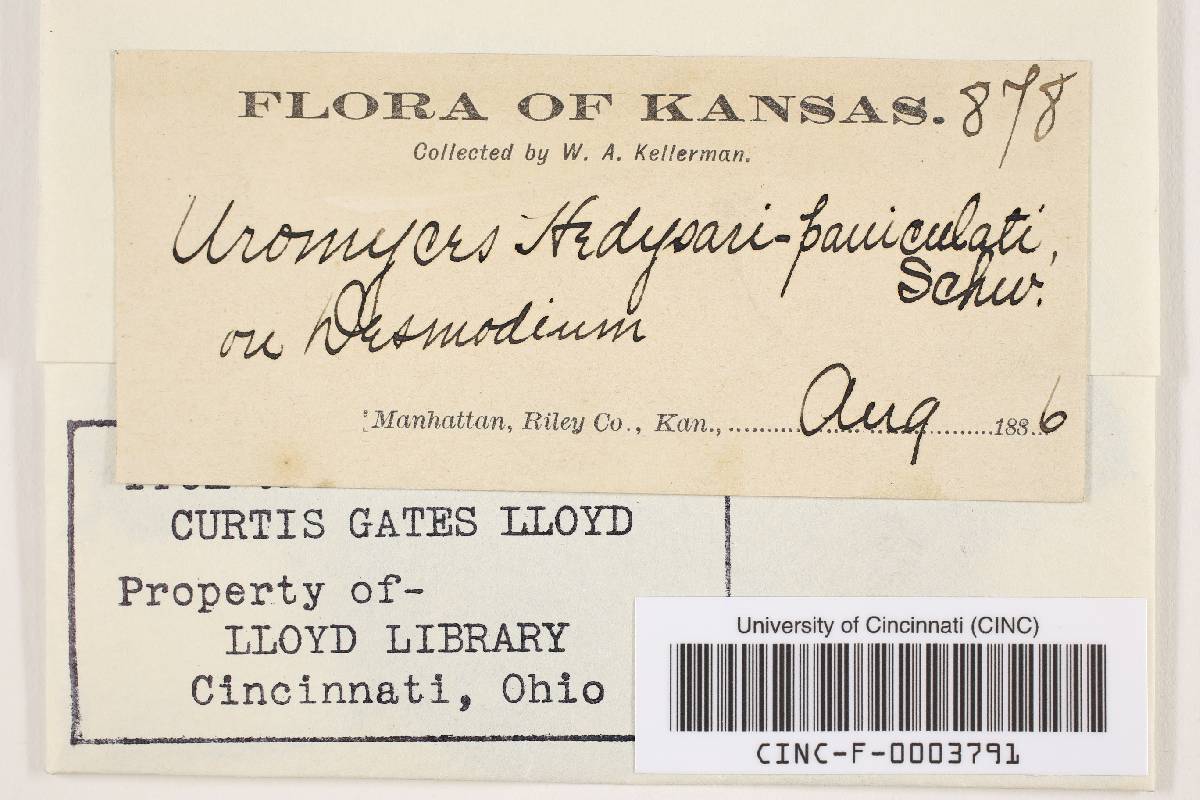 FLORA OF KANSAS. 878
Collected by W. A. Kellerman.
Uromyces Hedysari-paniculati,
Schw.
on Desmodium
Manhattan, Riley Co., Kan., Aug 1886
CURTIS GATES LLOYD
Property of-
LLOYD LIBRARY
Cincinnati, Ohio
University of Cincinnati (CINC)
CINC-F-0003791